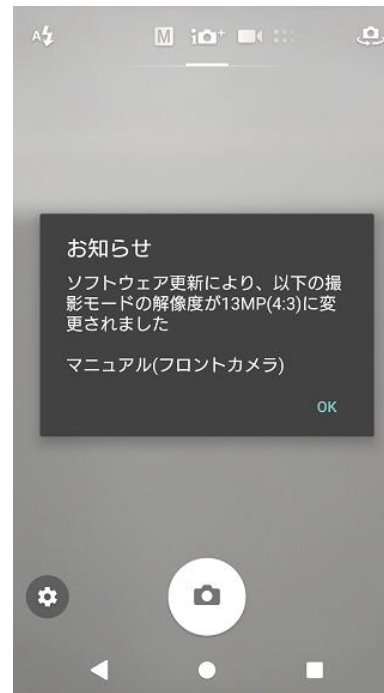 A
M i +
お知らせ
ソフトウェア更新により、以下の撮
影モードの解像度が13MP(4:3)に変
更されました
マニュアル(フロントカメラ)
OK